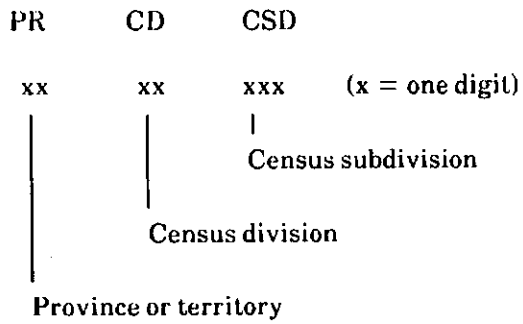 PR CD CSD
xx xx xxx (x = one digit)
Census subdivision
Census division
Province or territory